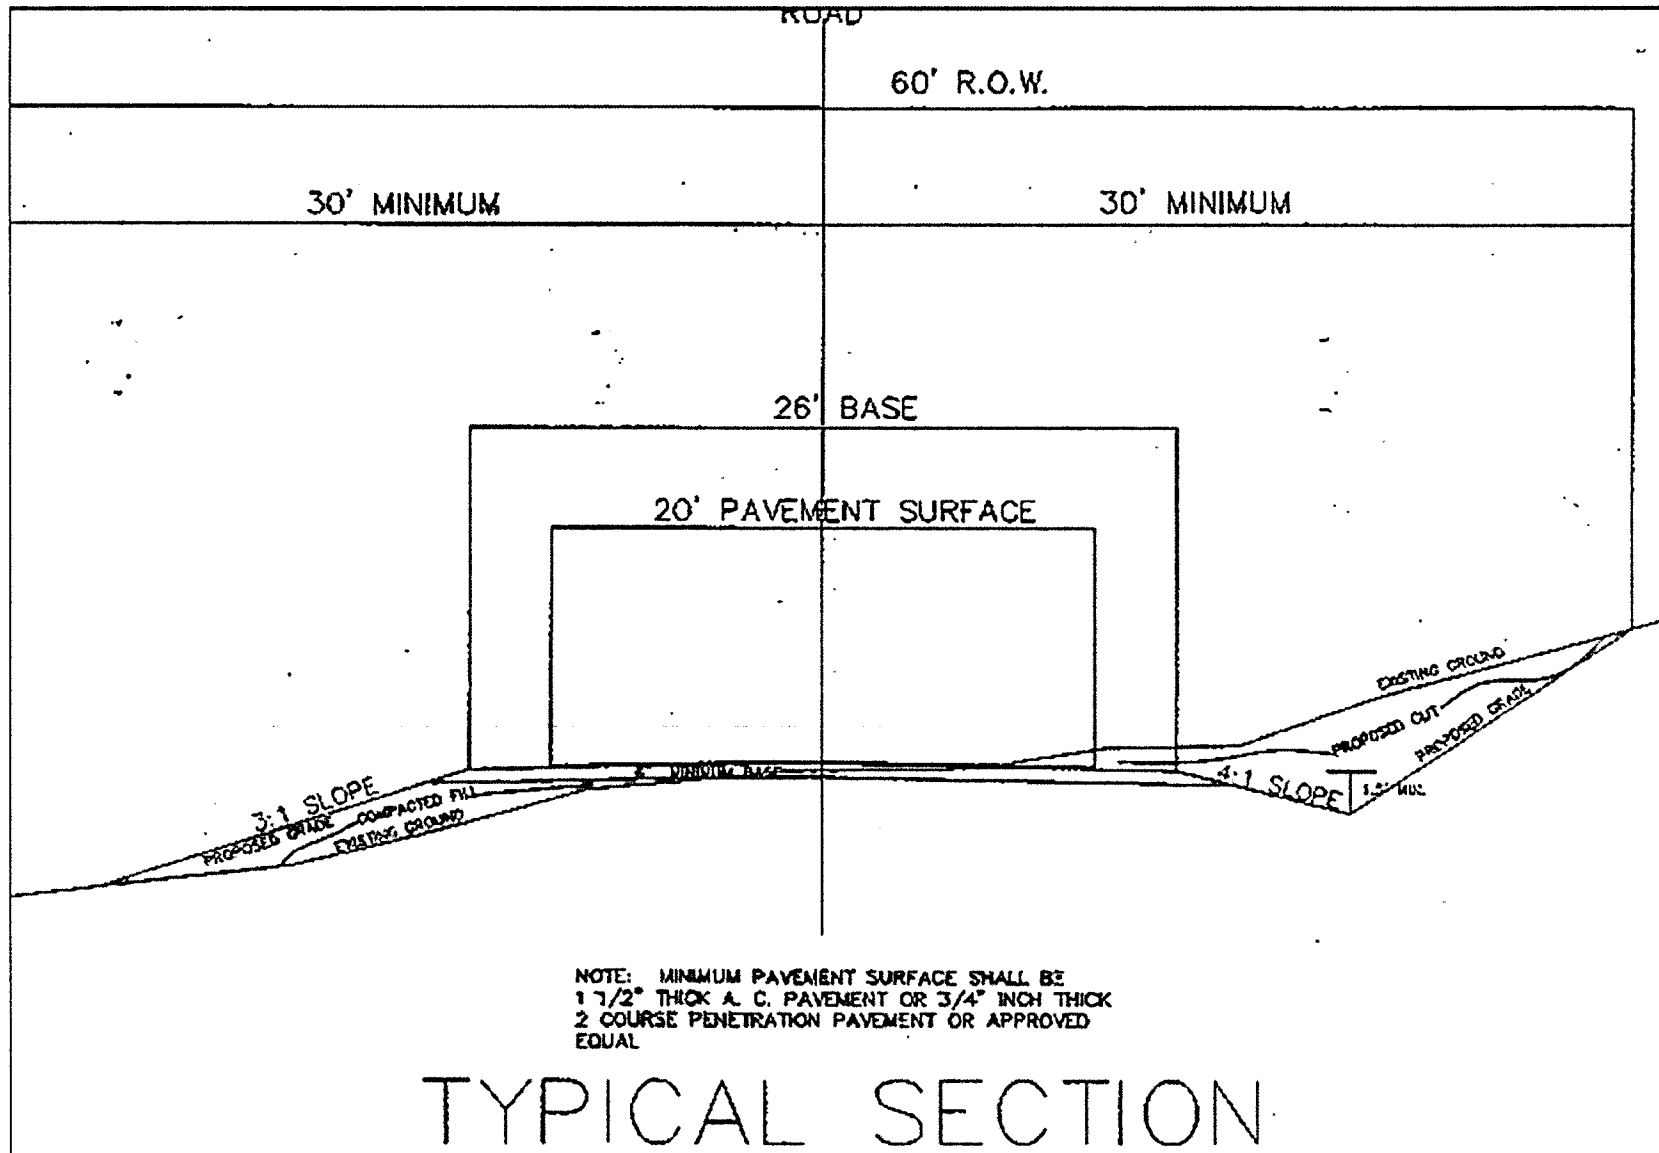 ROAD
60' R.O.W.
30' MINIMUM
30' MINIMUM
26' BASE
20' PAVEMENT SURFACE
EXISTING GROUND
PROPOSED CUT
PROPOSED GRADE
MINIMUM BASE
4:1 SLOPE
MIN.
3:1 SLOPE
PROPOSED GRADE
COMPACTED FILL
EXISTING GROUND
NOTE: MINIMUM PAVEMENT SURFACE SHALL BE
1 1/2" THICK A. C. PAVEMENT OR 3/4" INCH THICK
2 COURSE PENETRATION PAVEMENT OR APPROVED
EQUAL
TYPICAL SECTION